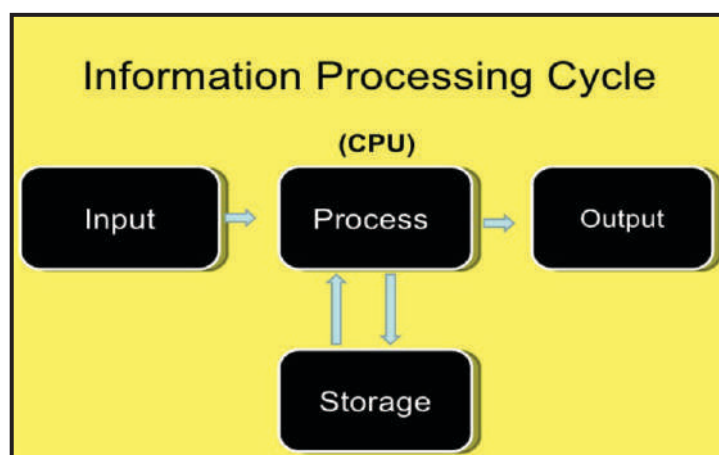 Information Processing Cycle
(CPU)
Input
Process
Output
Storage